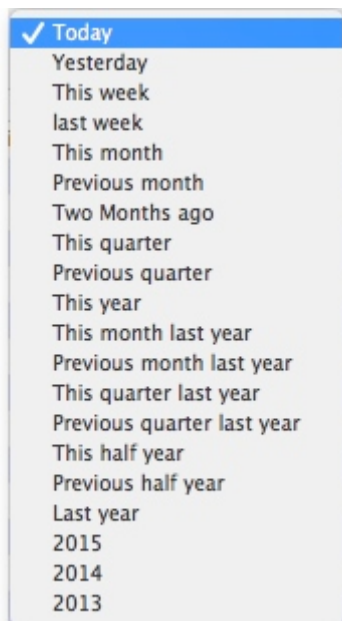 Today
Yesterday
This week
last week
This month
Previous month
Two Months ago
This quarter
Previous quarter
This year
This month last year
Previous month last year
This quarter last year
Previous quarter last year
This half year
Previous half year
Last year
2015
2014
2013